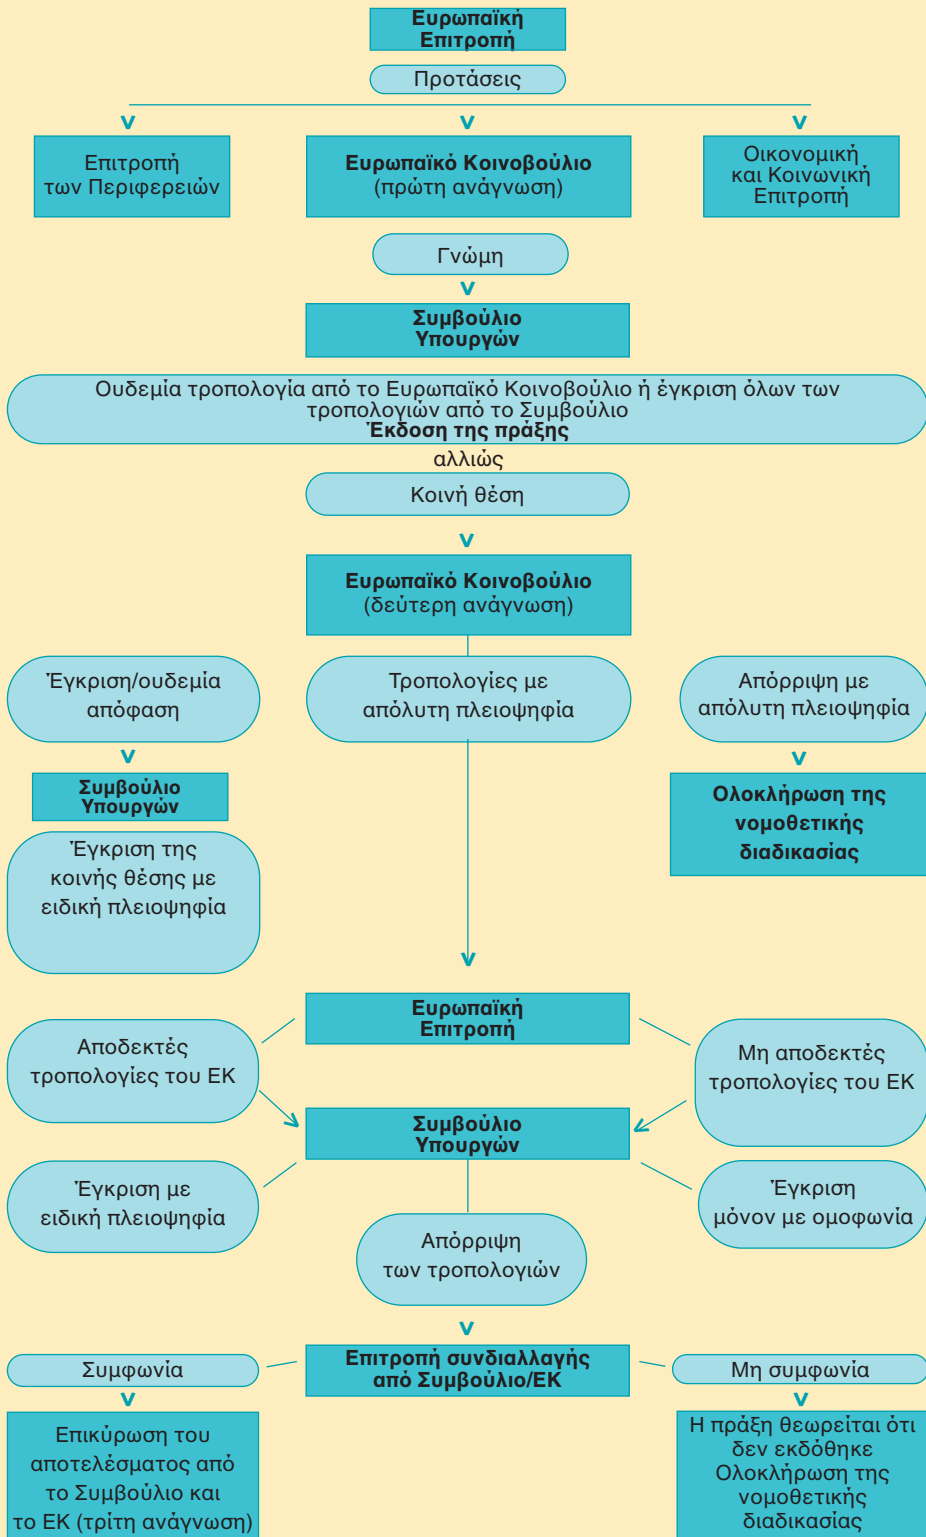 Ευρωπαϊκή
Επιτροπή
Προτάσεις
Επιτροπή
των Περιφερειών
Ευρωπαϊκό Κοινοβούλιο
(πρώτη ανάγνωση)
Οικονομική
και Κοινωνική
Επιτροπή
Γνώμη
Συμβούλιο
Υπουργών
Ουδεμία τροπολογία από το Ευρωπαϊκό Κοινοβούλιο ή έγκριση όλων των
τροπολογιών από το Συμβούλιο
Έκδοση της πράξης
αλλιώς
Κοινή θέση
Ευρωπαϊκό Κοινοβούλιο
(δεύτερη ανάγνωση)
Έγκριση/ουδεμία
απόφαση
Τροπολογίες με
απόλυτη πλειοψηφία
Απόρριψη με
απόλυτη πλειοψηφία
Συμβούλιο
Υπουργών
Ολοκλήρωση της
νομοθετικής
διαδικασίας
Έγκριση της
κοινής θέσης με
ειδική πλειοψηφία
Ευρωπαϊκή
Επιτροπή
Αποδεκτές
τροπολογίες του ΕΚ
Μη αποδεκτές
τροπολογίες του ΕΚ
Συμβούλιο
Υπουργών
Έγκριση με
ειδική πλειοψηφία
Έγκριση
μόνον με ομοφωνία
Απόρριψη
των τροπολογιών
Συμφωνία
Επιτροπή συνδιαλλαγής
από Συμβούλιο/ΕΚ
Μη συμφωνία
Επικύρωση του
αποτελέσματος από
το Συμβούλιο και
το ΕΚ (τρίτη ανάγνωση)
Η πράξη θεωρείται ότι
δεν εκδόθηκε
Ολοκλήρωση της
νομοθετικής
διαδικασίας